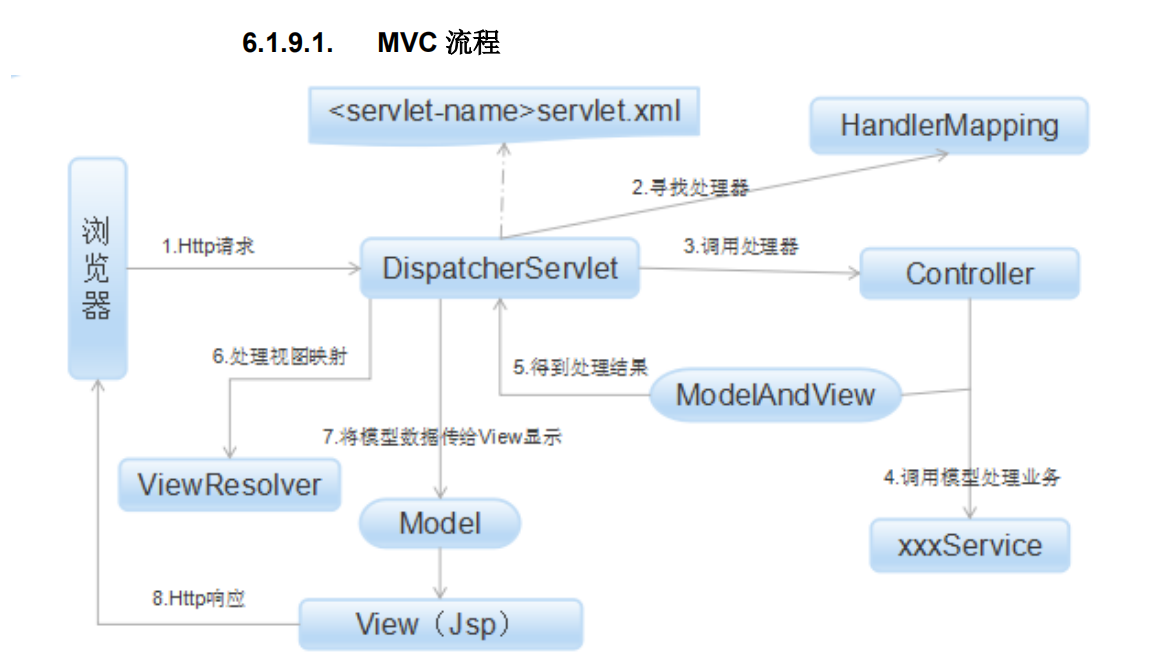 6.1.9.1. MVC 流程
<servlet-name>servlet.xml
HandlerMapping
2.寻找处理器
浏览器
1.Http请求
DispatcherServlet
3.调用处理器
Controller
6.处理视图映射
5.得到处理结果
ModelAndView
7.将模型数据传给View显示
ViewResolver
4.调用模型处理业务
Model
xxxService
8.Http响应
View（Jsp）